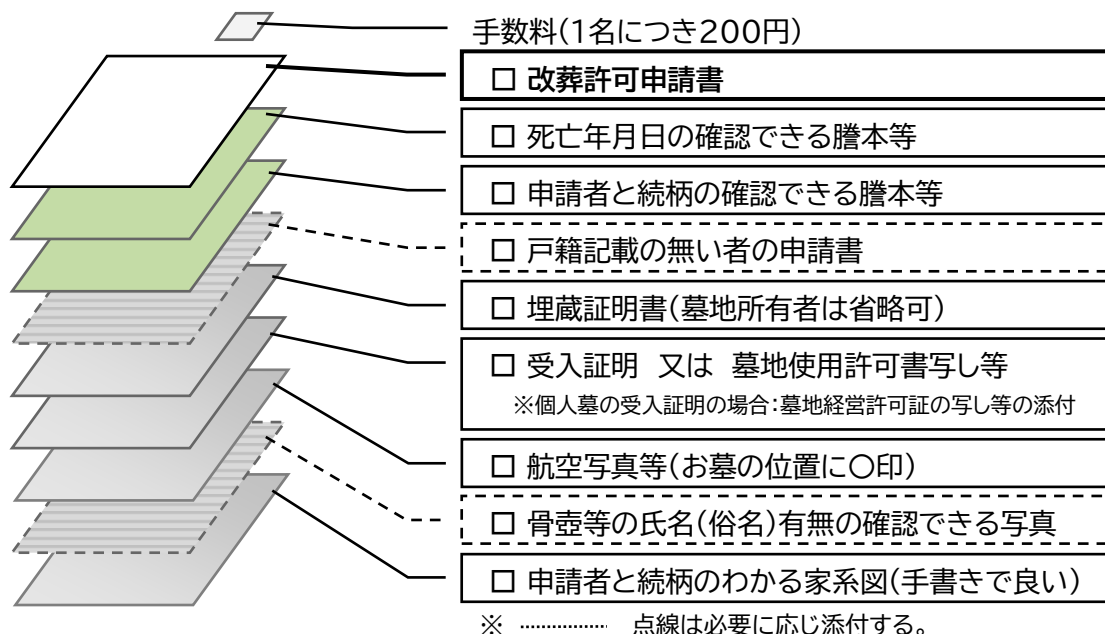 手数料(1名につき200円)
□ 改葬許可申請書
□ 死亡年月日の確認できる謄本等
□ 申請者と続柄の確認できる謄本等
□ 戸籍記載の無い者の申請書
□ 埋蔵証明書(墓地所有者は省略可)
□ 受入証明 又は 墓地使用許可書写し等
※個人墓の受入証明の場合:墓地経営許可証の写し等の添付
□ 航空写真等(お墓の位置に〇印)
□ 骨壺等の氏名(俗名)有無の確認できる写真
□ 申請者と続柄のわかる家系図(手書きで良い)
※ ‥‥‥‥ 点線は必要に応じ添付する。